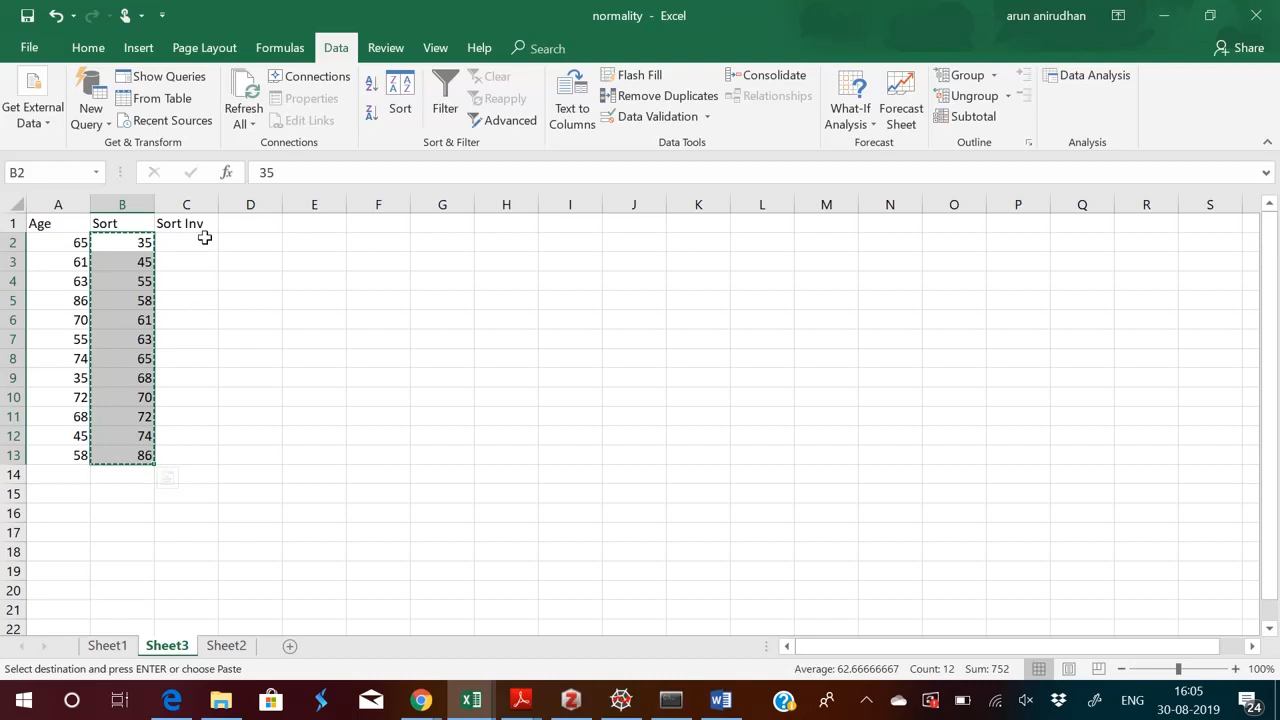 normality - Excel
arun anirudhan
File Home Insert Page Layout Formulas Data Review View Help Search Share
Get External Data
New Query
Show Queries
From Table
Recent Sources
Get & Transform
Refresh All
Connections
Properties
Edit Links
Connections
Sort
Filter
Clear
Reapply
Advanced
Sort & Filter
Text to Columns
Flash Fill
Remove Duplicates
Data Validation
Consolidate
Relationships
Data Tools
What-If Analysis
Forecast Sheet
Forecast
Group
Ungroup
Subtotal
Outline
Data Analysis
Analysis
B2 fx 35
A B C D E F G H I J K L M N O P Q R S
1 Age Sort Sort Inv
2 65 35
3 61 45
4 63 55
5 86 58
6 70 61
7 55 63
8 74 65
9 35 68
10 72 70
11 68 72
12 45 74
13 58 86
14
15
16
17
18
19
20
21
22
Sheet1 Sheet3 Sheet2
Select destination and press ENTER or choose Paste Average: 62.66666667 Count: 12 Sum: 752 100%
ENG 16:05
30-08-2019 24